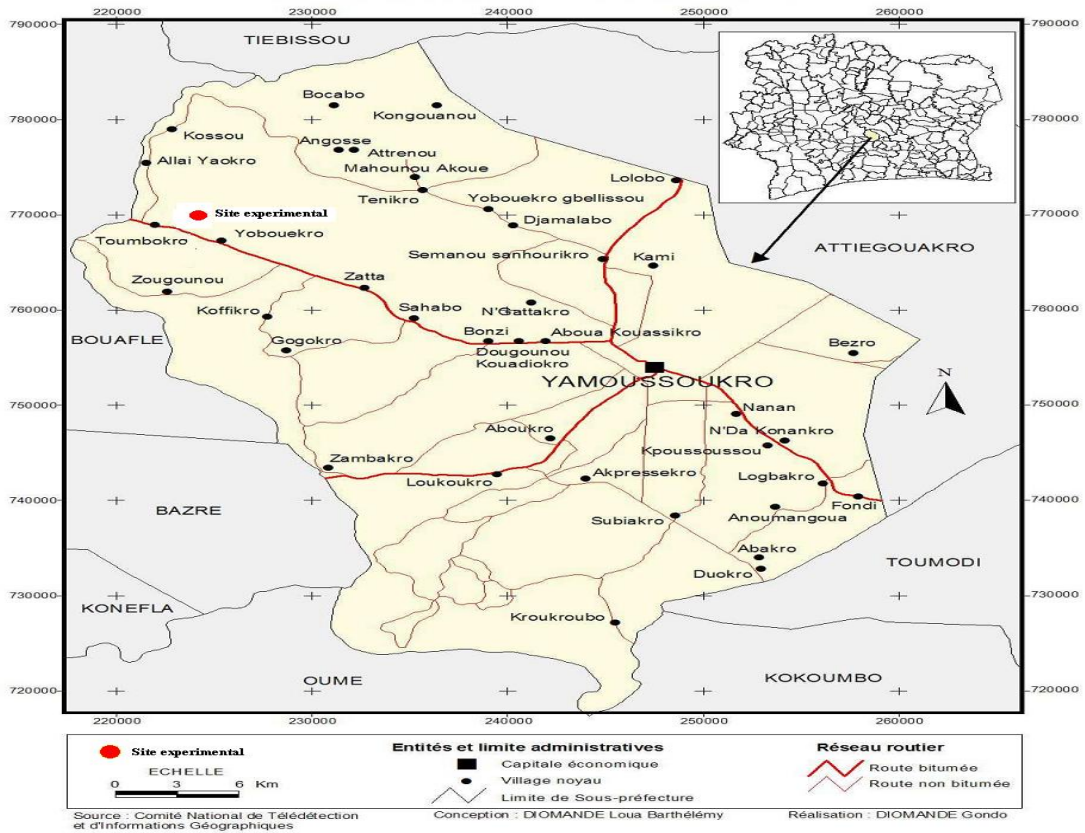 220000 230000 240000 250000 260000
790000 790000
TIEBISSOU
Bocabo
Kongouanou
780000 780000
Kossou
Angosse
Attrenou
Allai Yaokro
Mahounou Akoue
Lolobo
Tenikro
Yobouekro gbellissou
770000 770000
Site experimental
Djamalabo
Toumbokro
Yobouekro
ATTIEGOUAKRO
Semanou sanhourikro
Kami
Zougounou
Zatta
760000 760000
Koffikro
Sahabo
N'Gattakro
BOUAFLE
Gogokro
Bonzi
Aboua Kouassikro
Bezro
Dougounou
Kouadiokro
N
YAMOUSSOUKRO
750000 750000
Nanan
Aboukro
N'Da Konankro
Kpoussoussou
Zambakro
Akpressekro
Logbakro
Loukoukro
740000 740000
Fondi
BAZRE
Subiakro
Anoumangoua
Abakro
TOUMODI
Duokro
730000 730000
KONEFLA
Kroukroubo
OUME
KOKOUMBO
720000 720000
220000 230000 240000 250000 260000
Site experimental
ECHELLE
0 3 6 Km
Entités et limite administratives
Capitale économique
Village noyau
Limite de Sous-préfecture
Réseau routier
Route bitumée
Route non bitumée
Source : Comité National de Télédétection
et d'Informations Géographiques
Conception : DIOMANDE Loua Barthélémy
Réalisation : DIOMANDE Gondo